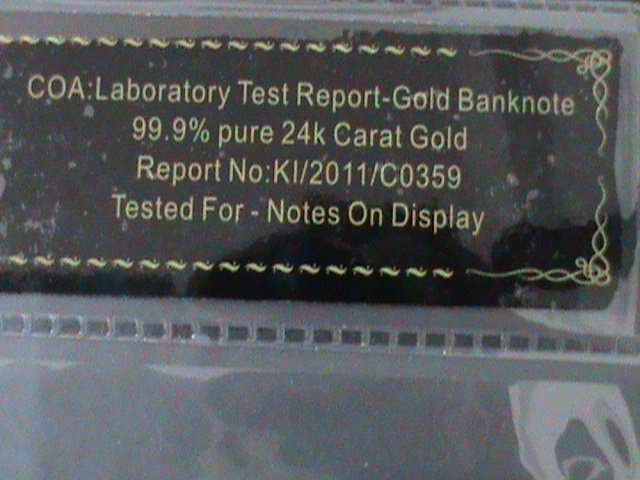 COA:Laboratory Test Report-Gold Banknote
99.9% pure 24k Carat Gold
Report No:KI/2011/C0359
Tested For - Notes On Display